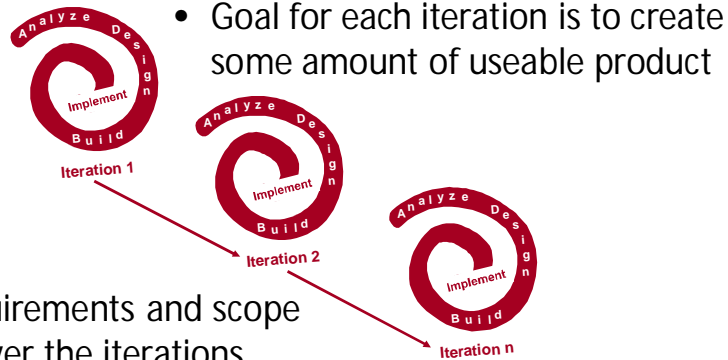 • Goal for each iteration is to create
some amount of useable product
Analyze Design
Implement
Build
Iteration 1
Analyze Design
Implement
Build
Iteration 2
Analyze Design
Implement
Build
Iteration n
uirements and scope
ver the iterations